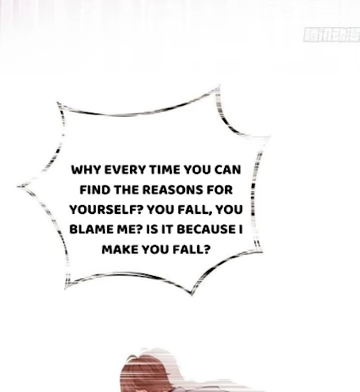 WHY EVERY TIME YOU CAN
FIND THE REASONS FOR
YOURSELF? YOU FALL, YOU
BLAME ME? IS IT BECAUSE I
MAKE YOU FALL?